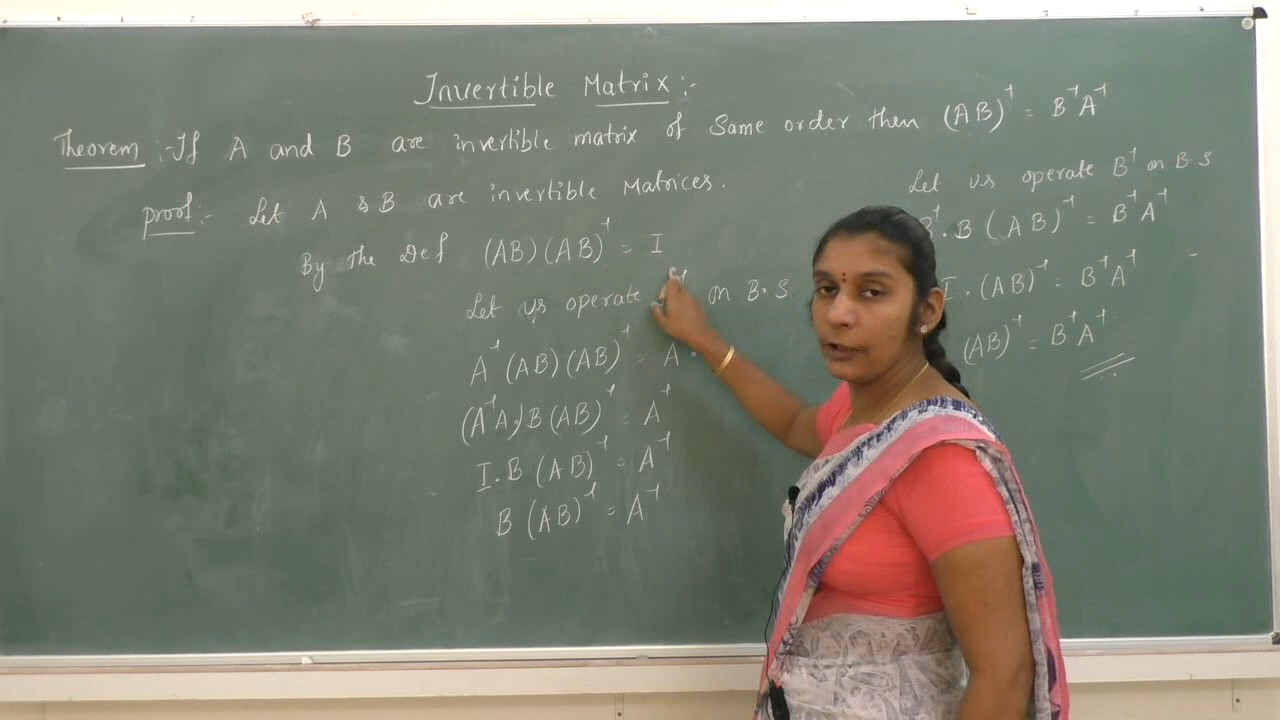 Invertible Matrix:-
Theorem :- If A and B are invertible matrix of Same order then (AB)⁻¹ = B⁻¹A⁻¹
Proof:- Let A & B are invertible Matrices.
By the Def (AB)(AB)⁻¹ = I
Let us operate on B.S
A⁻¹(AB)(AB)⁻¹ = A
(A⁻¹A)B(AB)⁻¹ = A⁻¹
I.B(AB)⁻¹ = A⁻¹
B(AB)⁻¹ = A⁻¹
Let us operate B⁻¹ on B.S
B⁻¹.B(AB)⁻¹ = B⁻¹A⁻¹
I.(AB)⁻¹ = B⁻¹A⁻¹
(AB)⁻¹ = B⁻¹A⁻¹